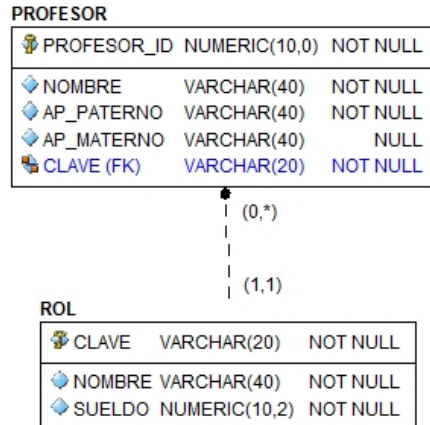 PROFESOR
PROFESOR_ID NUMERIC(10,0) NOT NULL
NOMBRE VARCHAR(40) NOT NULL
AP_PATERNO VARCHAR(40) NOT NULL
AP_MATERNO VARCHAR(40) NULL
CLAVE (FK) VARCHAR(20) NOT NULL
(0,*)
(1,1)
ROL
CLAVE VARCHAR(20) NOT NULL
NOMBRE VARCHAR(40) NOT NULL
SUELDO NUMERIC(10,2) NOT NULL